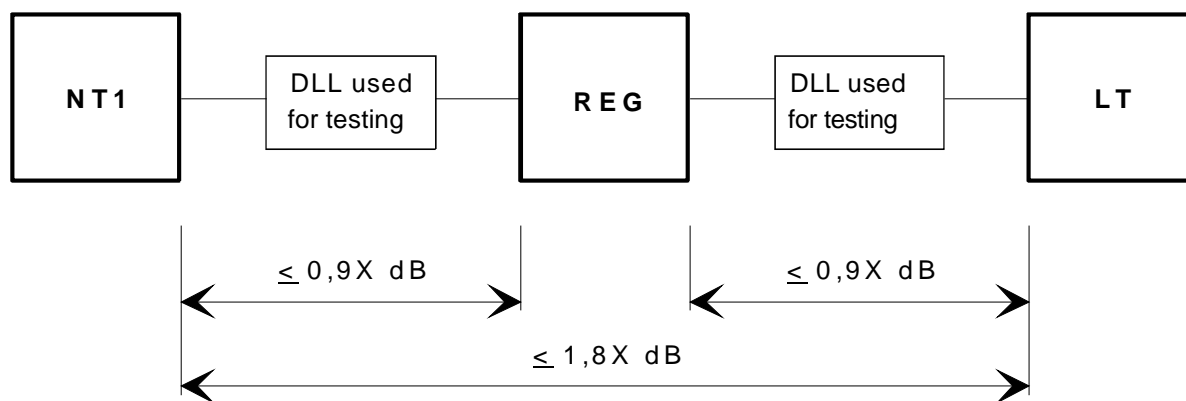 NT1
DLL used
for testing
REG
DLL used
for testing
LT
≤ 0,9X dB
≤ 0,9X dB
≤ 1,8X dB